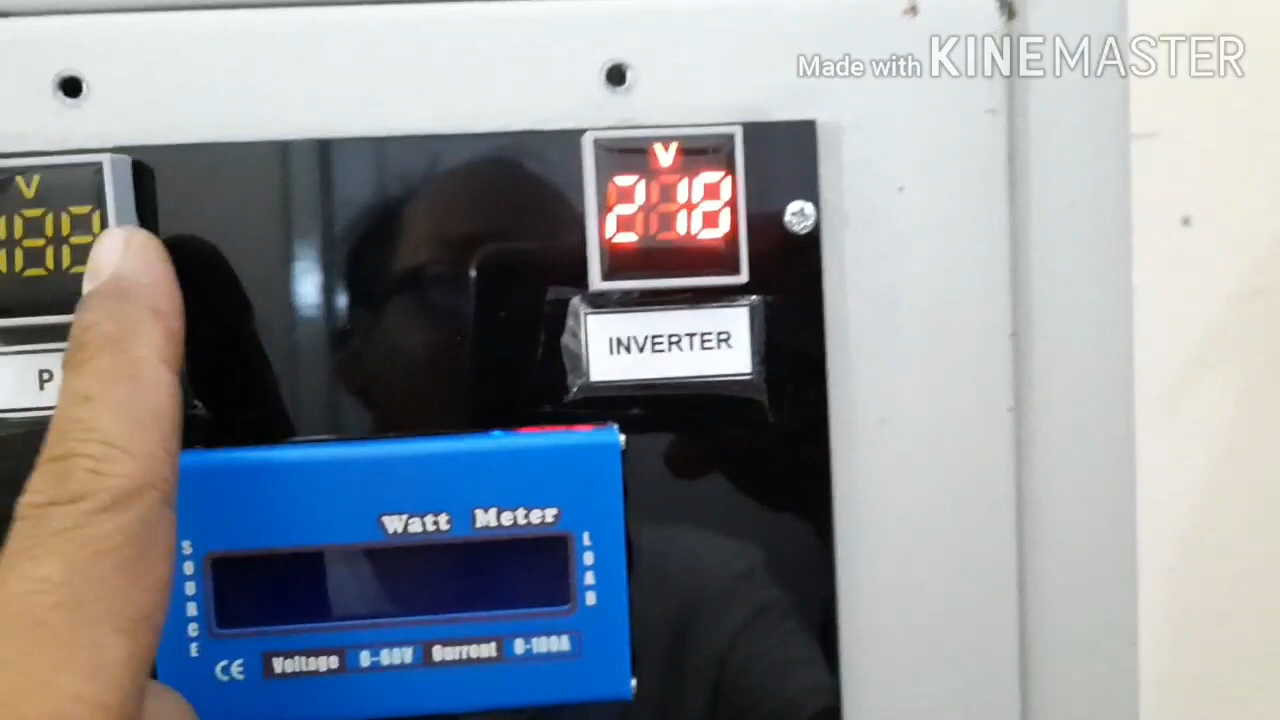 Made with KINEMASTER
V
V
218
INVERTER
P
Watt Meter
SOURCE
LOAD
CE Voltage 0-60V Current 0-100A